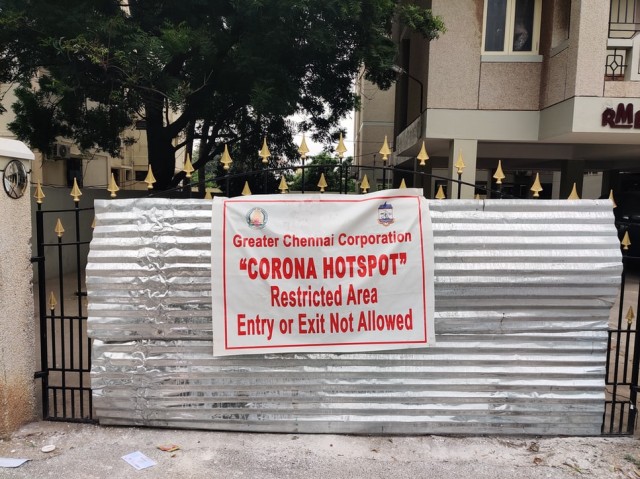 Greater Chennai Corporation
"CORONA HOTSPOT"
Restricted Area
Entry or Exit Not Allowed